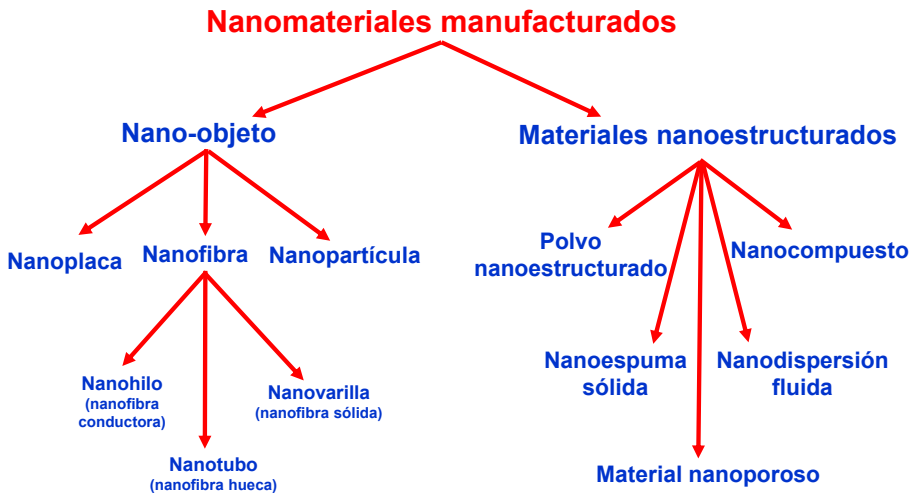 Nanomateriales manufacturados
Nano-objeto
Materiales nanoestructurados
Nanoplaca
Nanofibra
Nanopartícula
Polvo
nanoestructurado
Nanocompuesto
Nanohilo
(nanofibra
conductora)
Nanovarilla
(nanofibra sólida)
Nanotubo
(nanofibra hueca)
Nanoespuma
sólida
Nanodispersión
fluida
Material nanoporoso